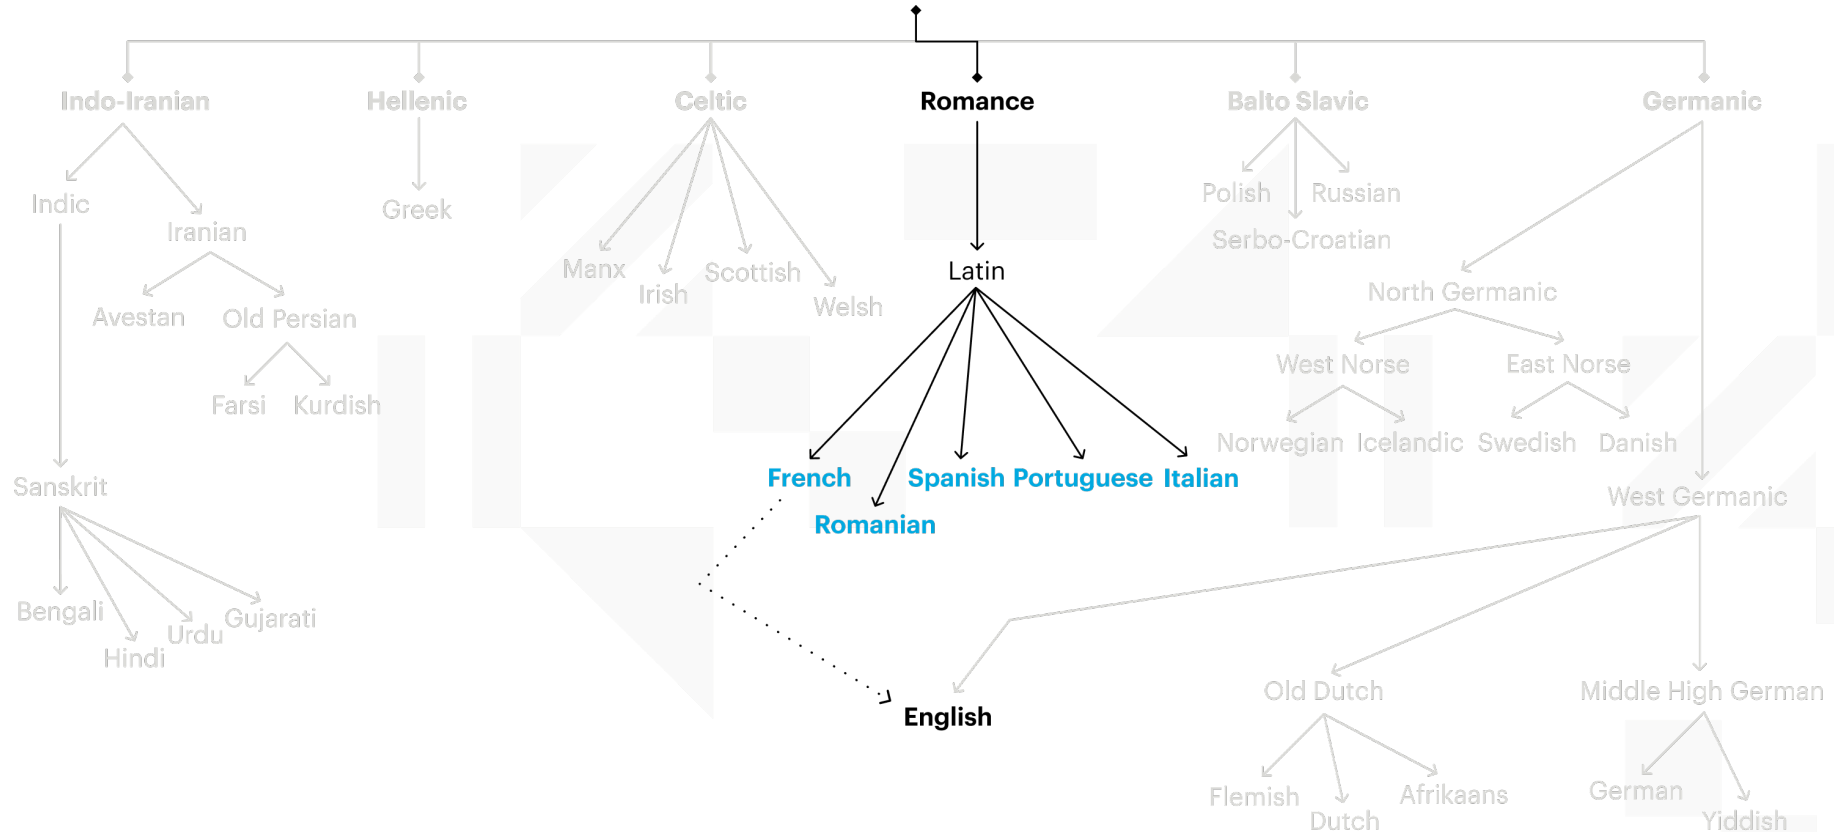 Indo-Iranian
Hellenic
Celtic
Romance
Balto Slavic
Germanic
Indic
Iranian
Avestan
Old Persian
Farsi
Kurdish
Sanskrit
Bengali
Hindi
Urdu
Gujarati
Greek
Manx
Irish
Scottish
Welsh
Latin
French
Romanian
Spanish
Portuguese
Italian
English
Polish
Russian
Serbo-Croatian
North Germanic
West Norse
East Norse
Norwegian
Icelandic
Swedish
Danish
West Germanic
Old Dutch
Middle High German
Flemish
Dutch
Afrikaans
German
Yiddish